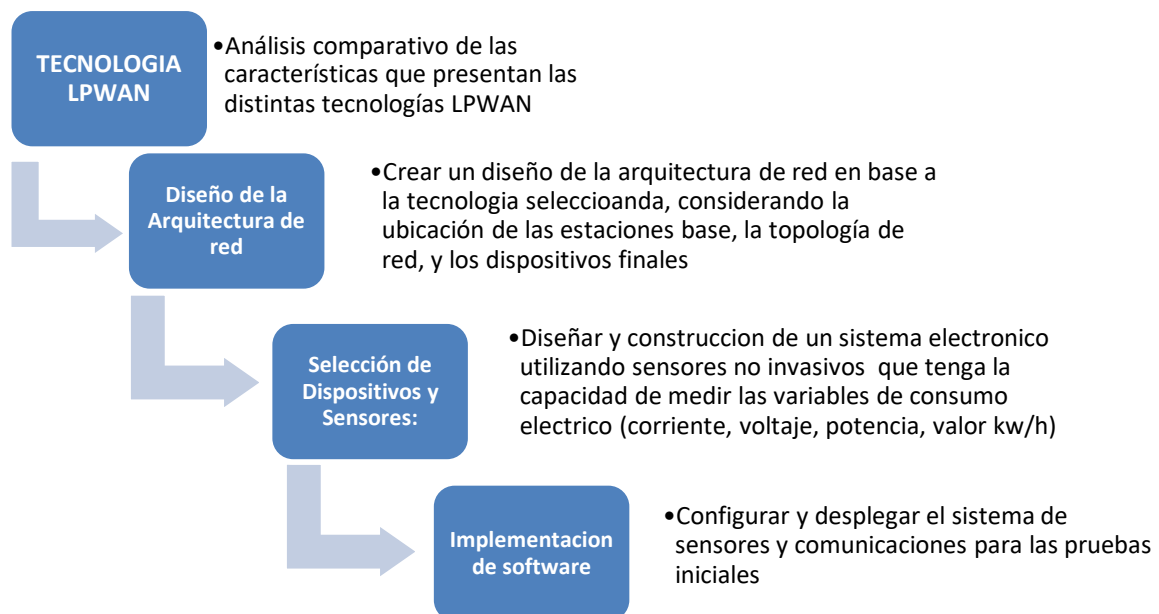 TECNOLOGIA
LPWAN
•Análisis comparativo de las
características que presentan las
distintas tecnologías LPWAN
Diseño de la
Arquitectura de
red
•Crear un diseño de la arquitectura de red en base a
la tecnologia seleccioanda, considerando la
ubicación de las estaciones base, la topología de
red, y los dispositivos finales
Selección de
Dispositivos y
Sensores:
•Diseñar y construccion de un sistema electronico
utilizando sensores no invasivos que tenga la
capacidad de medir las variables de consumo
electrico (corriente, voltaje, potencia, valor kw/h)
Implementacion
de software
•Configurar y desplegar el sistema de
sensores y comunicaciones para las pruebas
iniciales